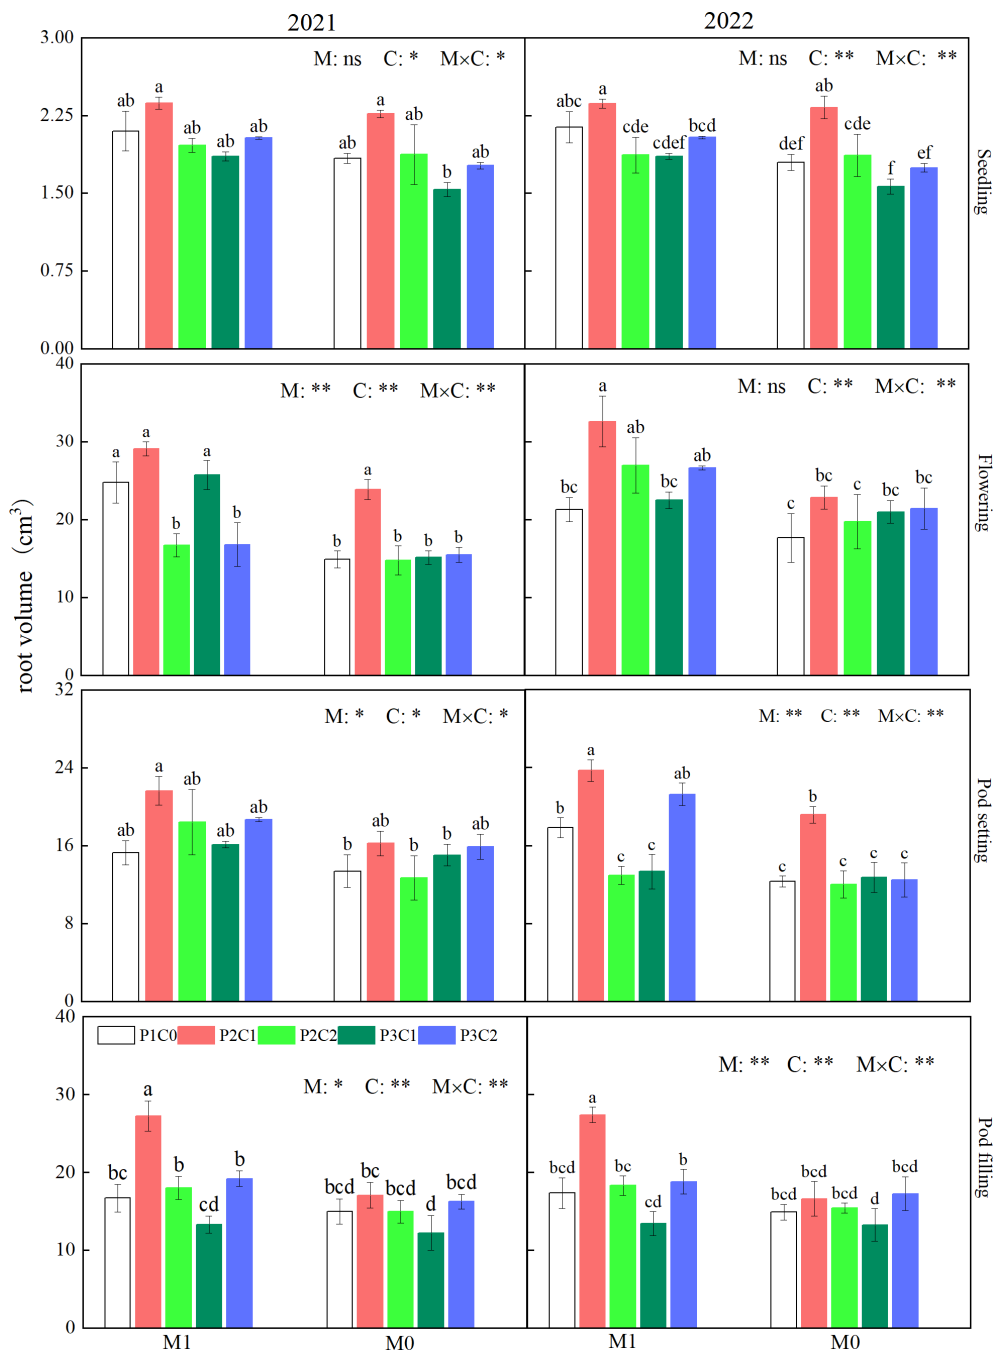 2021 2022
3.00
M: ns C: * M×C: *
M: ns C: ** M×C: **
ab a ab ab ab ab a ab b ab
abc a cde cdef bcd def ab cde f ef
2.25
1.50
0.75
0.00
Seedling
40
M: ** C: ** M×C: **
M: ns C: ** M×C: **
a a b a b b a b b b
bc a ab bc ab c bc c bc bc
30
20
10
0
Flowering
root volume (cm³)
32
M: * C: * M×C: *
M: ** C: ** M×C: **
ab a ab ab ab b ab b b ab
b a c c ab c b c c c
24
16
8
0
Pod setting
40
P1C0 P2C1 P2C2 P3C1 P3C2
M: * C: ** M×C: **
M: ** C: ** M×C: **
bc a b cd b bcd bc bcd d bcd
bcd a bc cd b bcd bcd bcd d bcd
30
20
10
0
Pod filling
M1 M0 M1 M0